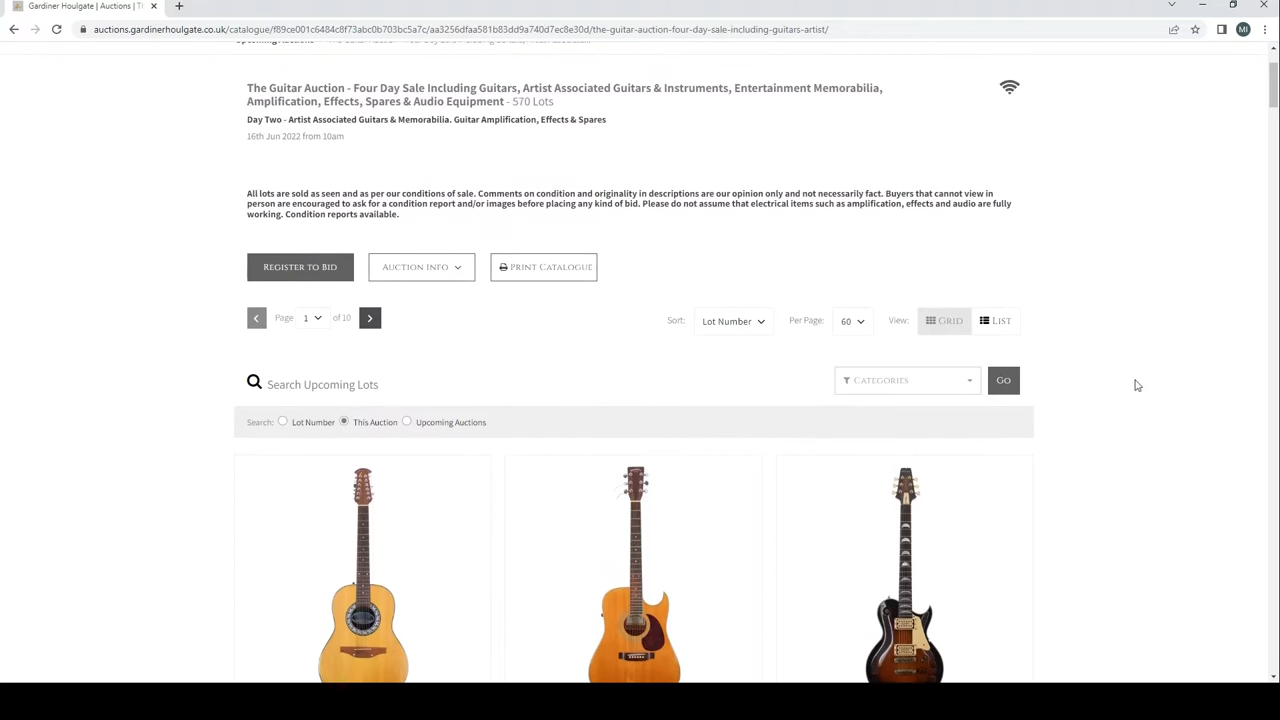 Gardiner Houlgate | Auctions |
auctions.gardinerhoulgate.co.uk/catalogue/f89ce001c6484c8f73abc0b703bc5a7c/aa3256dfaa581b83dd9a740d7ec8e30d/the-guitar-auction-four-day-sale-including-guitars-artist/
MI
The Guitar Auction - Four Day Sale Including Guitars, Artist Associated Guitars & Instruments, Entertainment Memorabilia,
Amplification, Effects, Spares & Audio Equipment - 570 Lots
Day Two - Artist Associated Guitars & Memorabilia. Guitar Amplification, Effects & Spares
16th Jun 2022 from 10am
All lots are sold as seen and as per our conditions of sale. Comments on condition and originality in descriptions are our opinion only and not necessarily fact. Buyers that cannot view in
person are encouraged to ask for a condition report and/or images before placing any kind of bid. Please do not assume that electrical items such as amplification, effects and audio are fully
working. Condition reports available.
Register to Bid Auction Info Print Catalogue
Page 1 of 10 Sort: Lot Number Per Page: 60 View: Grid List
Search Upcoming Lots Categories Go
Search: Lot Number This Auction Upcoming Auctions